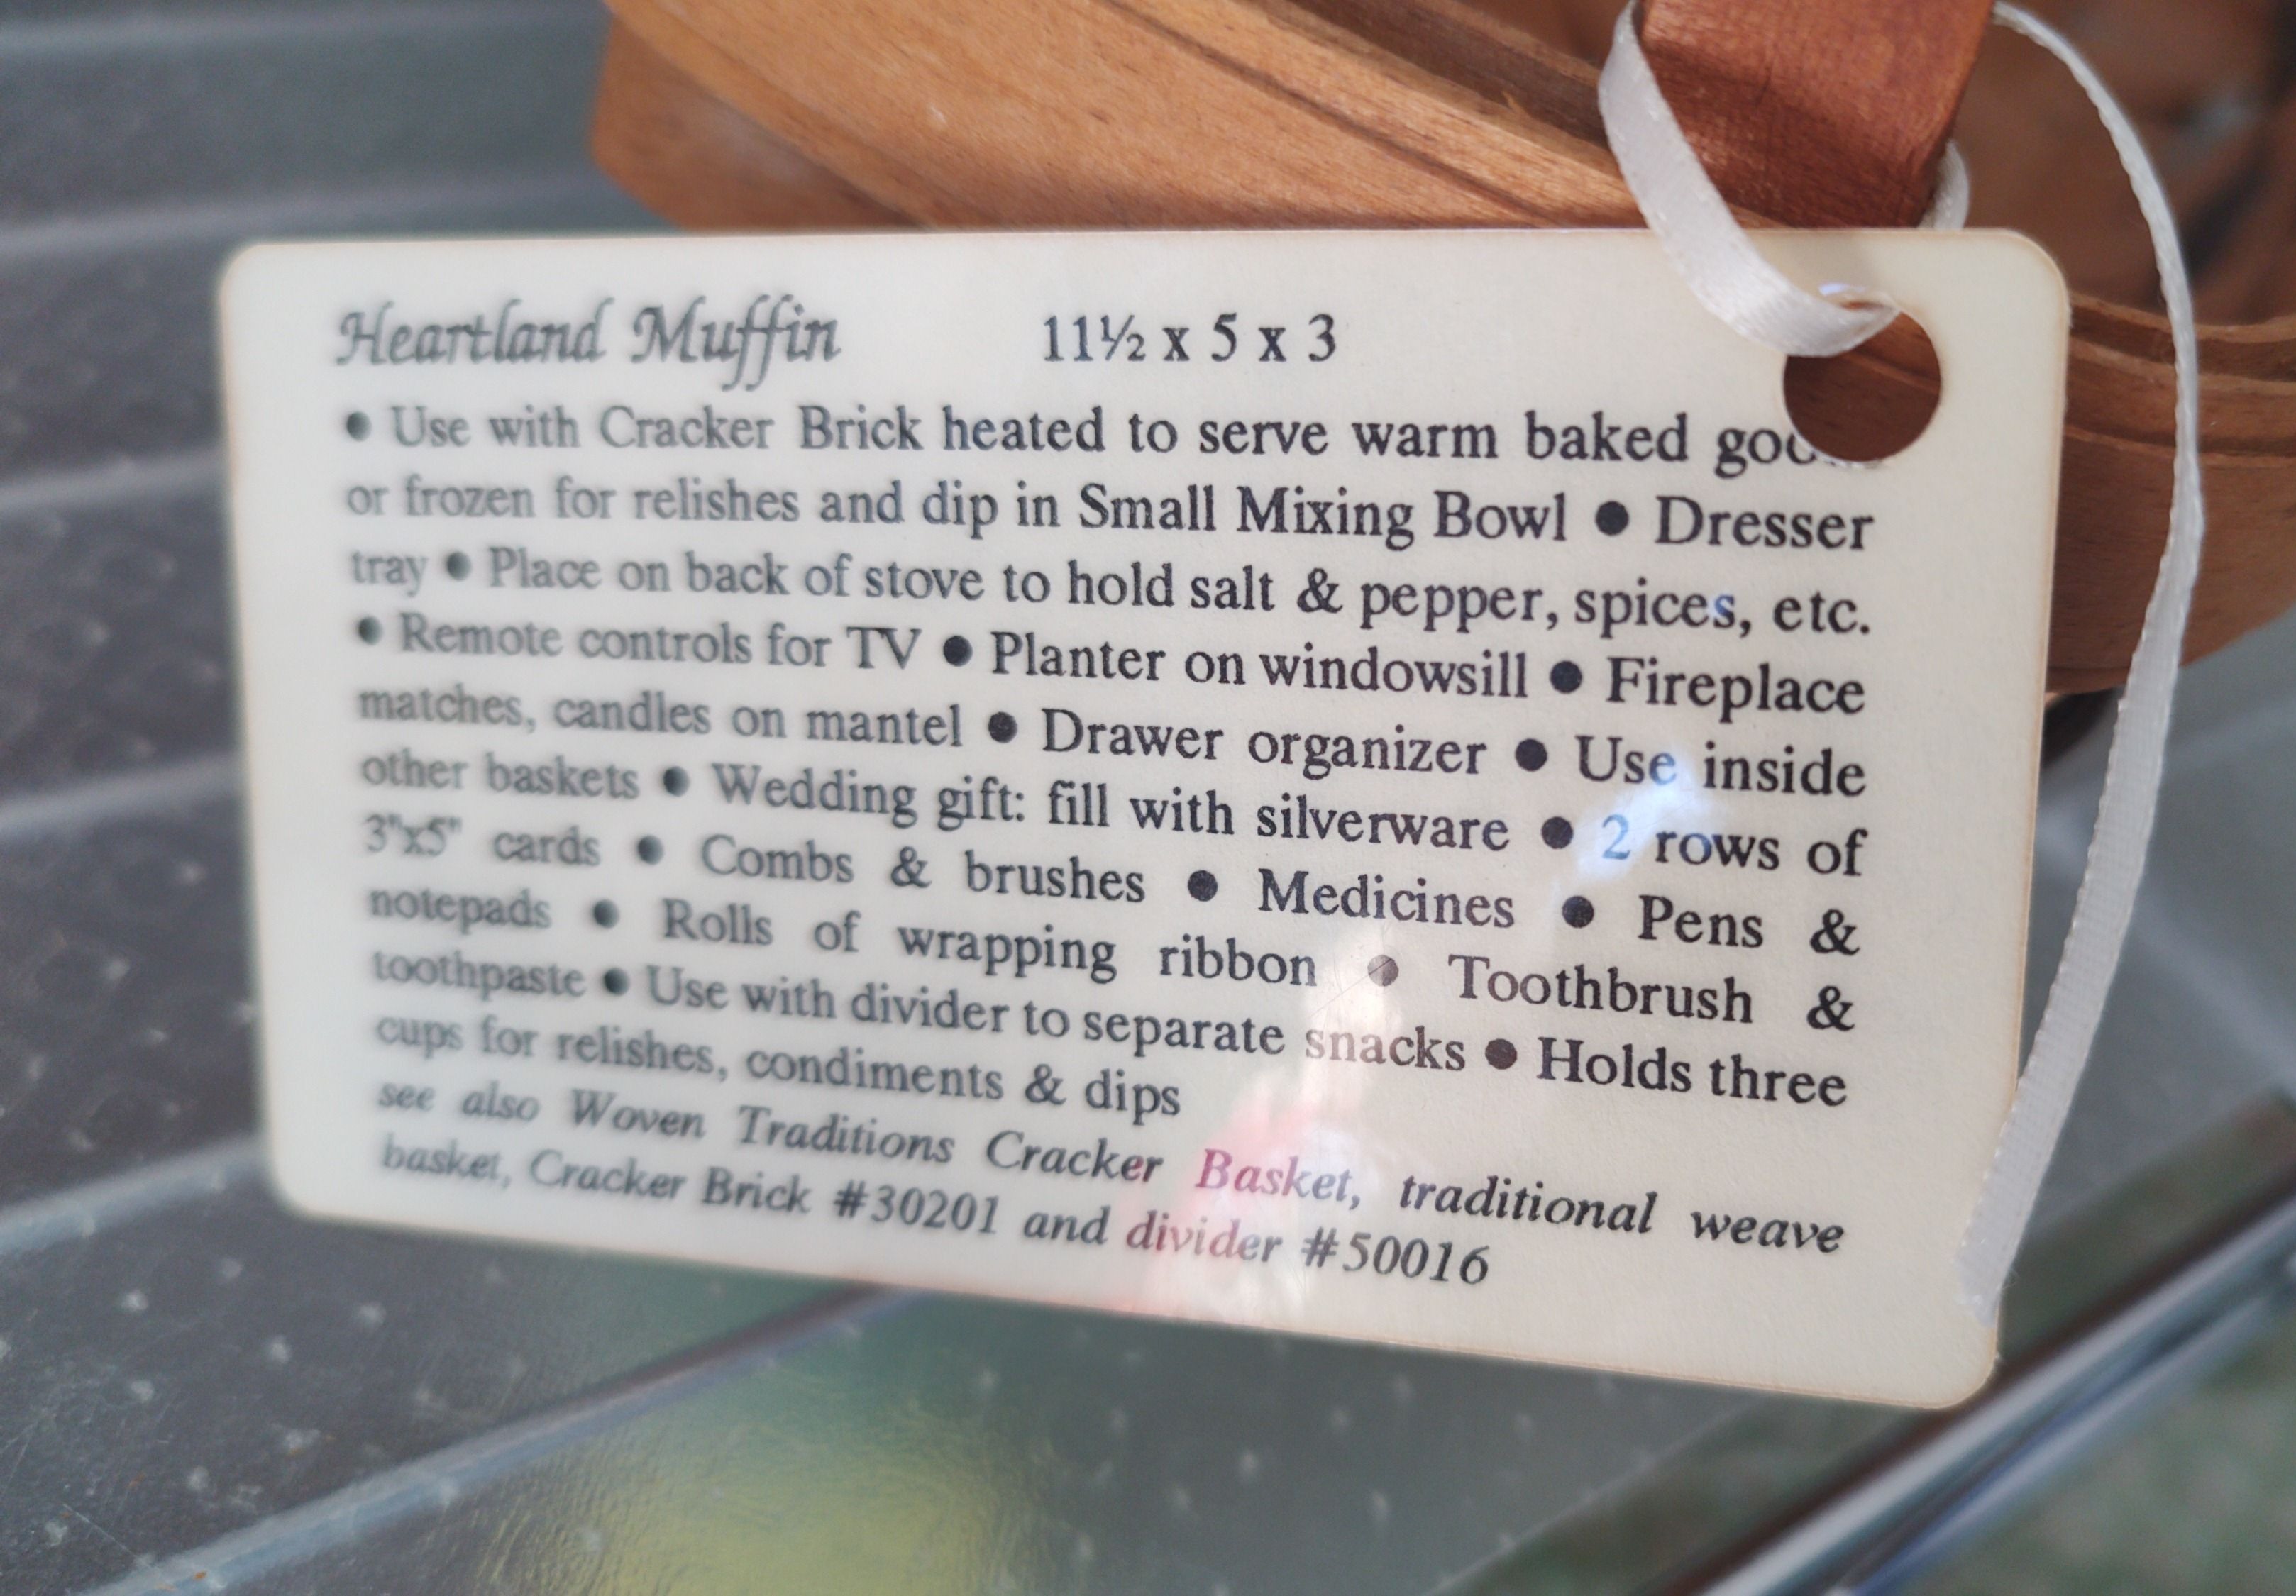 Heartland Muffin 11½ x 5 x 3
• Use with Cracker Brick heated to serve warm baked
or frozen for relishes and dip in Small Mixing Bowl • Dresser
tray • Place on back of stove to hold salt & pepper, spices, etc.
• Remote controls for TV • Planter on windowsill • Fireplace
matches, candles on mantel • Drawer organizer • Use inside
other baskets • Wedding gift: fill with silverware • 2 rows of
3"x5" cards • Combs & brushes • Medicines • Pens &
notepads • Rolls of wrapping ribbon • Toothbrush &
toothpaste • Use with divider to separate snacks • Holds three
cups for relishes, condiments & dips
see also Woven Traditions Cracker Basket, traditional weave
basket, Cracker Brick #30201 and divider #50016